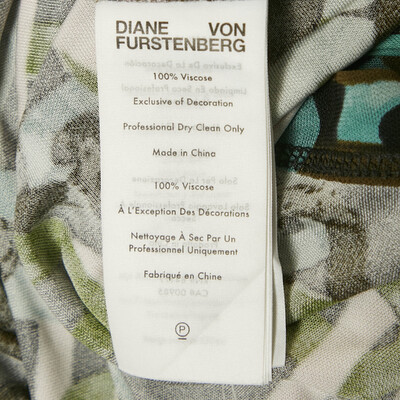 DIANE VON
FURSTENBERG
100% Viscose
Exclusive of Decoration
Professional Dry Clean Only
Made in China
100% Viscose
À L'Exception Des Décorations
Nettoyage À Sec Par Un
Professionnel Uniquement
Fabriqué en Chine
P